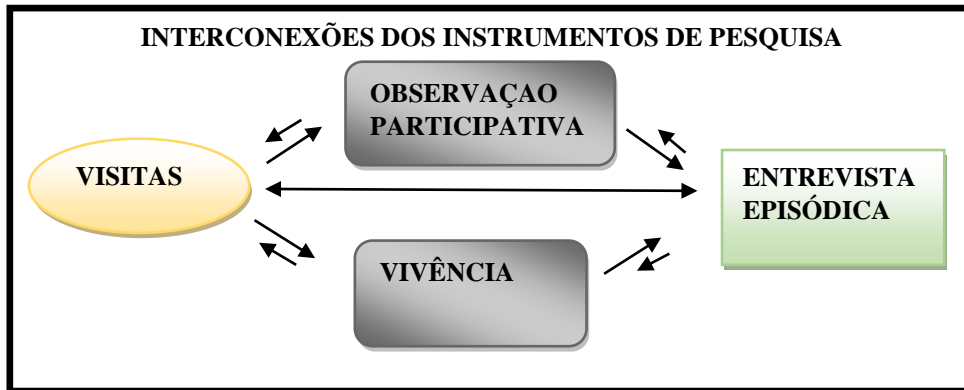 INTERCONEXÕES DOS INSTRUMENTOS DE PESQUISA
OBSERVAÇAO
PARTICIPATIVA
VISITAS
ENTREVISTA
EPISÓDICA
VIVÊNCIA